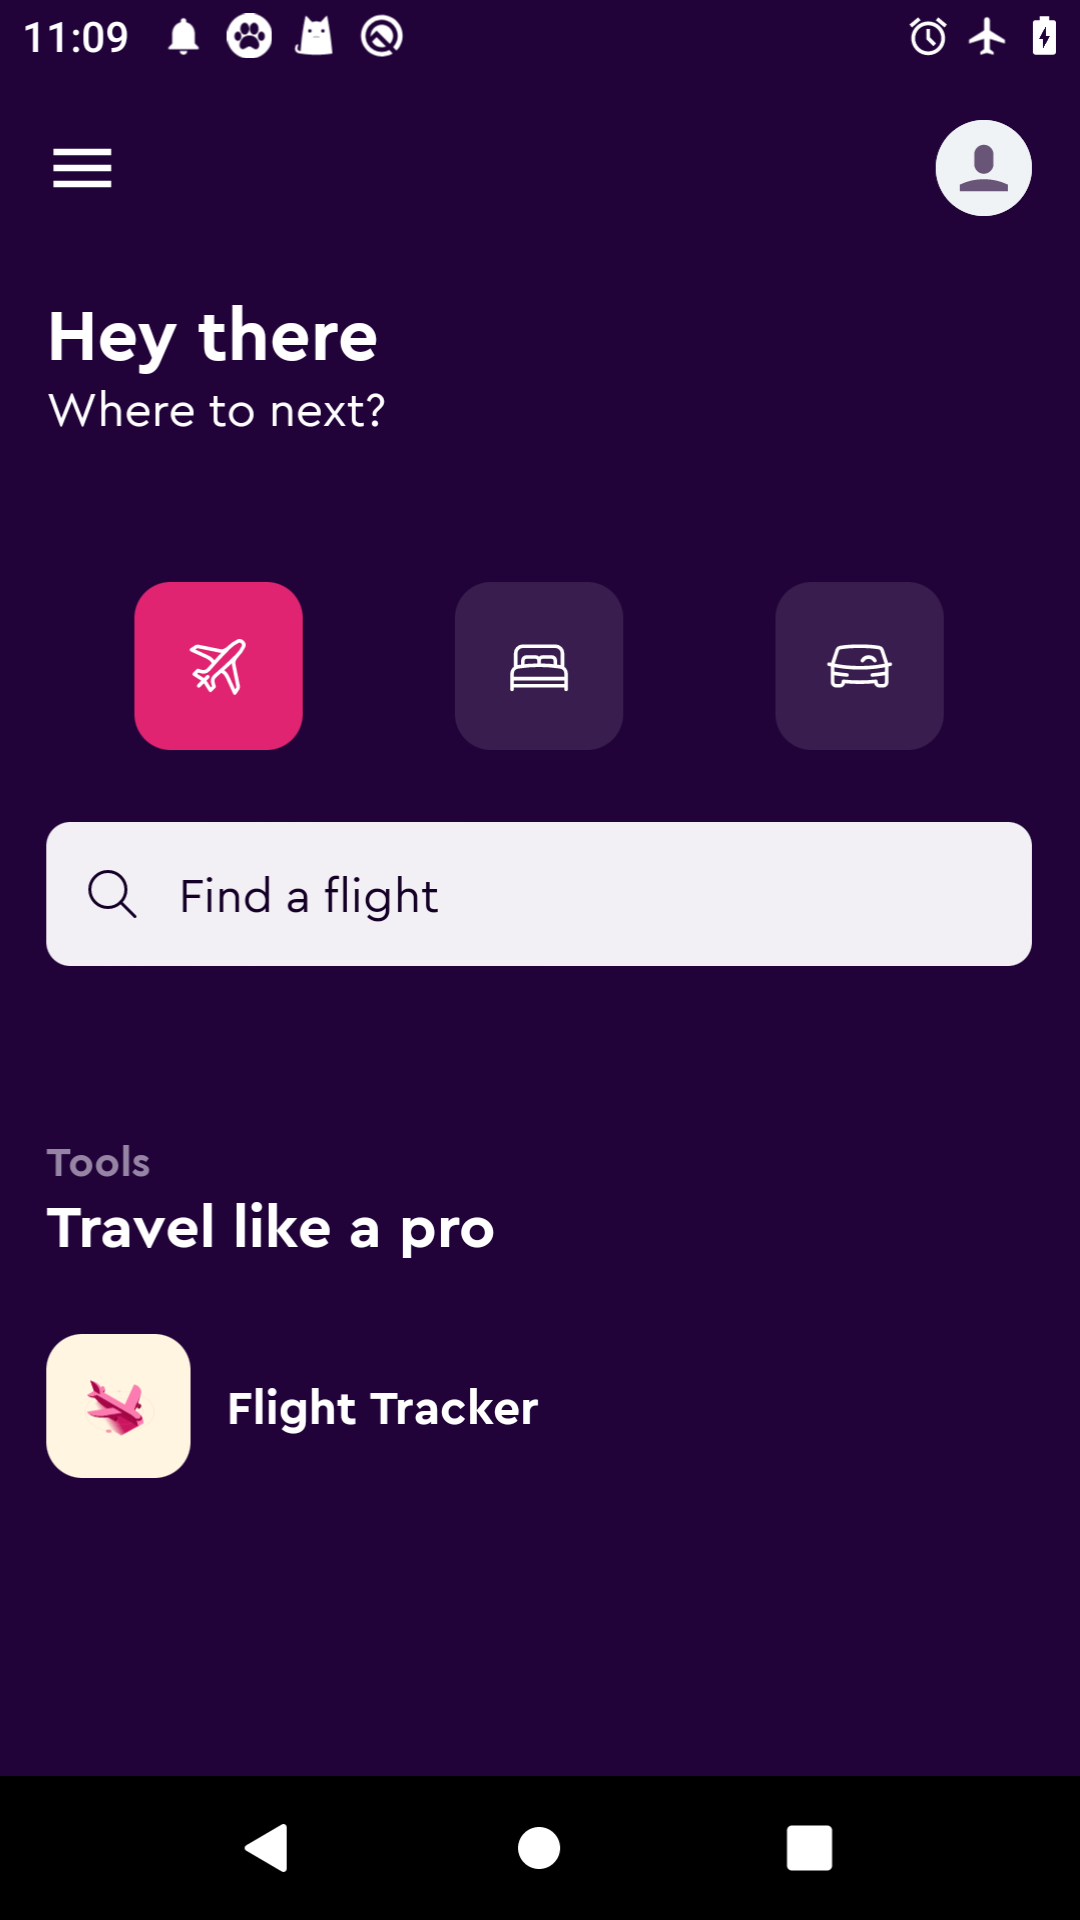 11:09
Hey there
Where to next?
Find a flight
Tools
Travel like a pro
Flight Tracker